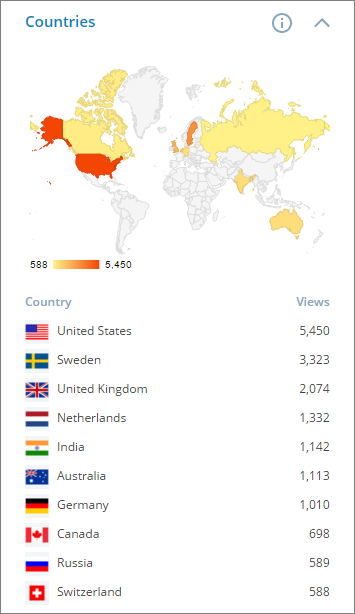 Countries
588 5,450
Country Views
United States 5,450
Sweden 3,323
United Kingdom 2,074
Netherlands 1,332
India 1,142
Australia 1,113
Germany 1,010
Canada 698
Russia 589
Switzerland 588